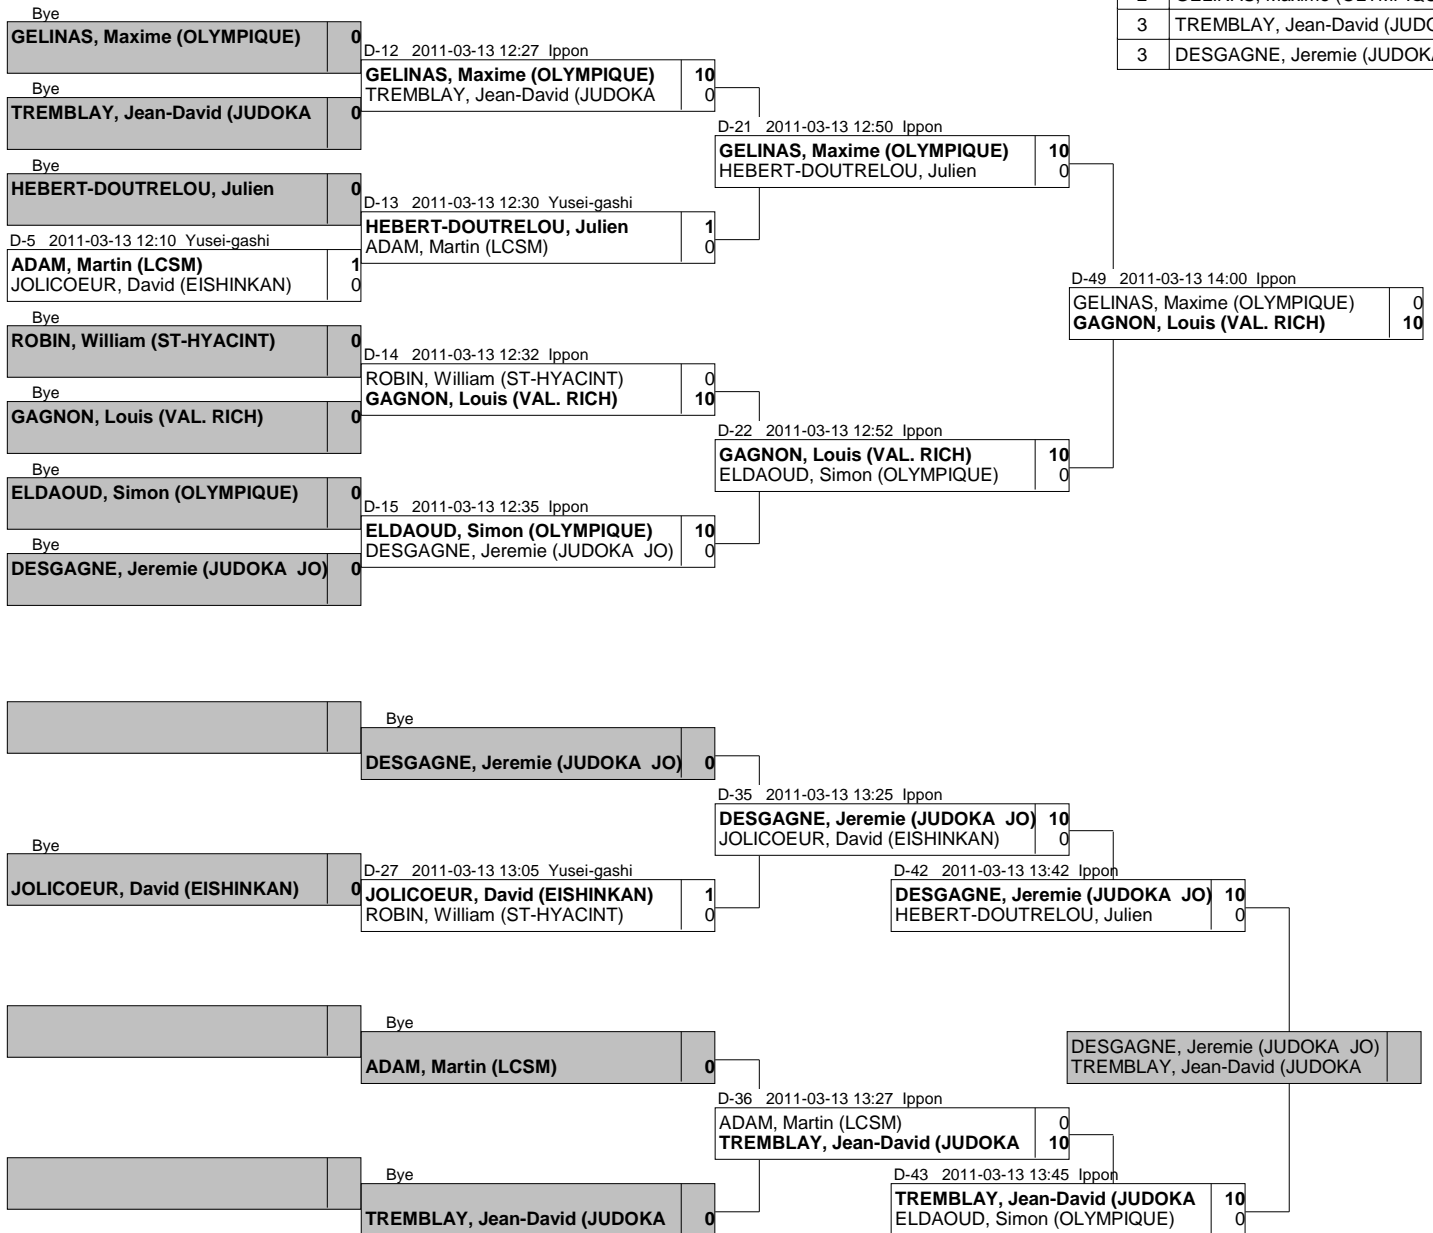 2 GELINAS, Maxime (OLYMPIQU
3 TREMBLAY, Jean-David (JUDO
3 DESGAGNE, Jeremie (JUDOKA
Bye
GELINAS, Maxime (OLYMPIQUE) 0
Bye
TREMBLAY, Jean-David (JUDOKA 0
Bye
HEBERT-DOUTRELOU, Julien 0
D-5 2011-03-13 12:10 Yusei-gashi
ADAM, Martin (LCSM) 1
JOLICOEUR, David (EISHINKAN) 0
Bye
ROBIN, William (ST-HYACINT) 0
Bye
GAGNON, Louis (VAL. RICH) 0
Bye
ELDAOUD, Simon (OLYMPIQUE) 0
Bye
DESGAGNE, Jeremie (JUDOKA JO) 0
D-12 2011-03-13 12:27 Ippon
GELINAS, Maxime (OLYMPIQUE) 10
TREMBLAY, Jean-David (JUDOKA 0
D-13 2011-03-13 12:30 Yusei-gashi
HEBERT-DOUTRELOU, Julien 1
ADAM, Martin (LCSM) 0
D-14 2011-03-13 12:32 Ippon
ROBIN, William (ST-HYACINT) 0
GAGNON, Louis (VAL. RICH) 10
D-15 2011-03-13 12:35 Ippon
ELDAOUD, Simon (OLYMPIQUE) 10
DESGAGNE, Jeremie (JUDOKA JO) 0
D-21 2011-03-13 12:50 Ippon
GELINAS, Maxime (OLYMPIQUE) 10
HEBERT-DOUTRELOU, Julien 0
D-22 2011-03-13 12:52 Ippon
GAGNON, Louis (VAL. RICH) 10
ELDAOUD, Simon (OLYMPIQUE) 0
D-49 2011-03-13 14:00 Ippon
GELINAS, Maxime (OLYMPIQUE) 0
GAGNON, Louis (VAL. RICH) 10
Bye
JOLICOEUR, David (EISHINKAN) 0
Bye
DESGAGNE, Jeremie (JUDOKA JO) 0
D-27 2011-03-13 13:05 Yusei-gashi
JOLICOEUR, David (EISHINKAN) 1
ROBIN, William (ST-HYACINT) 0
Bye
ADAM, Martin (LCSM) 0
Bye
TREMBLAY, Jean-David (JUDOKA 0
D-35 2011-03-13 13:25 Ippon
DESGAGNE, Jeremie (JUDOKA JO) 10
JOLICOEUR, David (EISHINKAN) 0
D-36 2011-03-13 13:27 Ippon
ADAM, Martin (LCSM) 0
TREMBLAY, Jean-David (JUDOKA 10
D-42 2011-03-13 13:42 Ippon
DESGAGNE, Jeremie (JUDOKA JO) 10
HEBERT-DOUTRELOU, Julien 0
D-43 2011-03-13 13:45 Ippon
TREMBLAY, Jean-David (JUDOKA 10
ELDAOUD, Simon (OLYMPIQUE) 0
DESGAGNE, Jeremie (JUDOKA JO)
TREMBLAY, Jean-David (JUDOKA